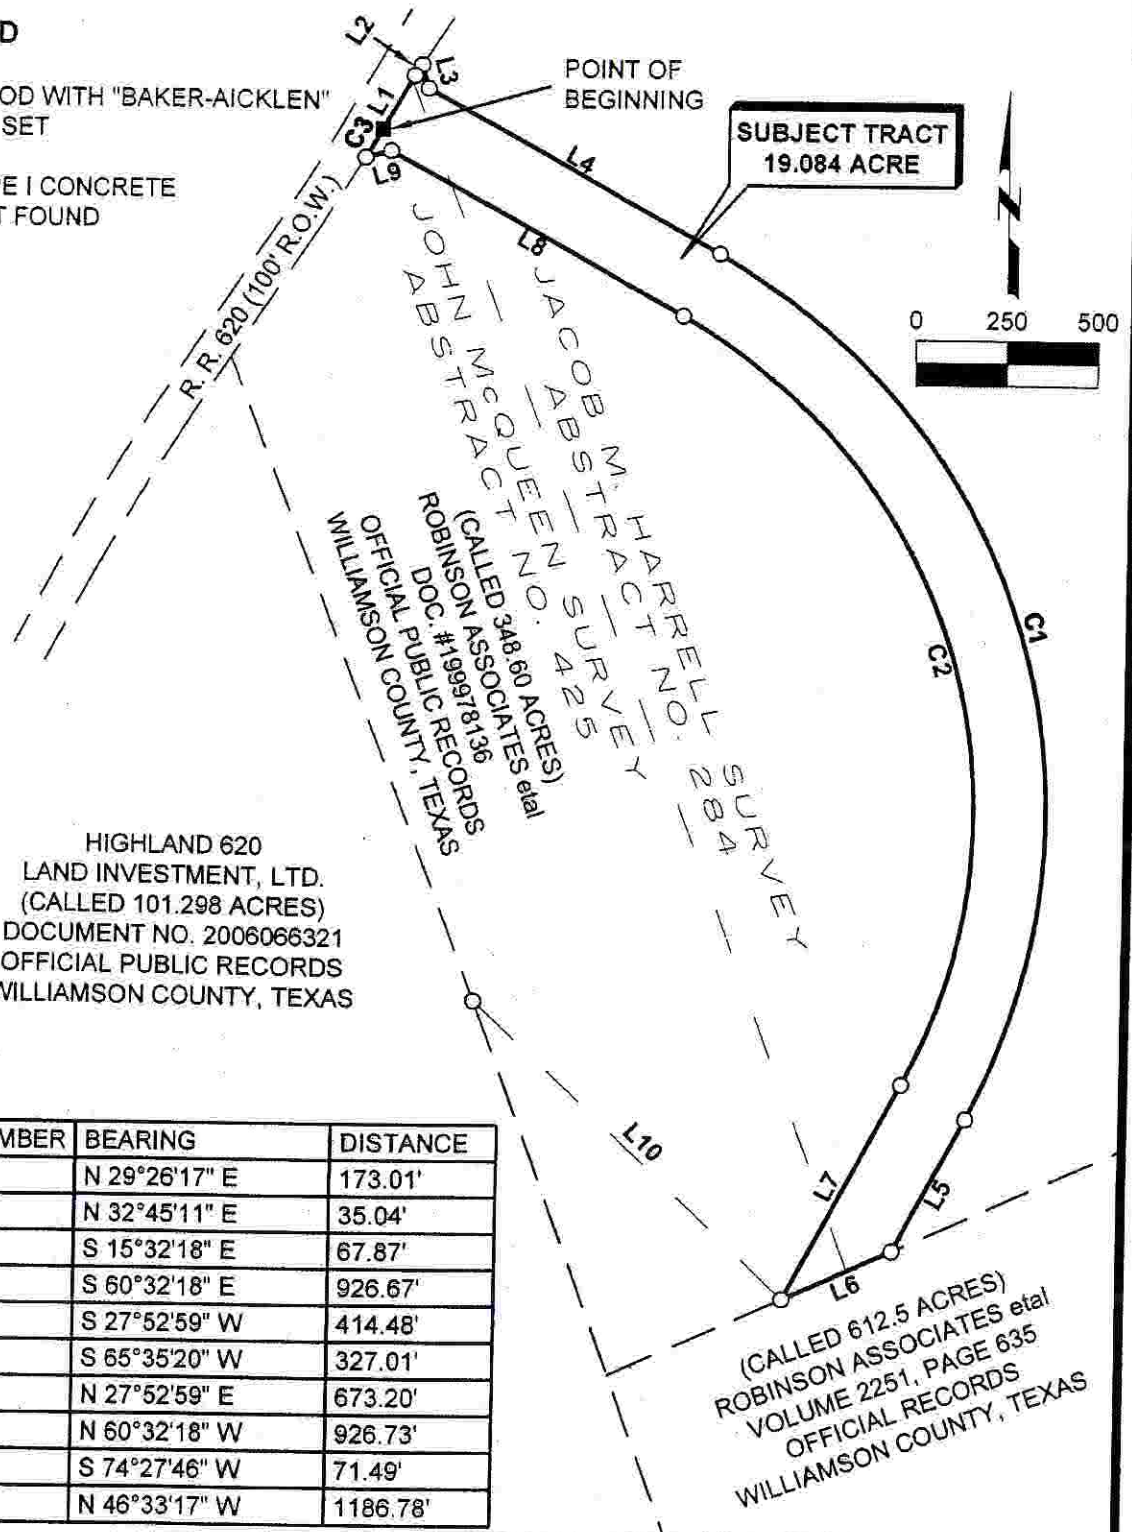 D
OD WITH "BAKER-AICKLEN"
SET
E I CONCRETE
FOUND
L2
L3
L1
C3
L9
POINT OF
BEGINNING
SUBJECT TRACT
19.084 ACRE
L4
L8
0 250 500
R. R. 620 (100' R.O.W.)
JOHN McQUEEN SURVEY
ABSTRACT NO. 425
JACOB M. HARRELL SURVEY
ABSTRACT NO. 284
(CALLED 348.60 ACRES)
ROBINSON ASSOCIATES etal
DOC. #199978136
OFFICIAL PUBLIC RECORDS
WILLIAMSON COUNTY, TEXAS
C1
C2
HIGHLAND 620
LAND INVESTMENT, LTD.
(CALLED 101.298 ACRES)
DOCUMENT NO. 2006066321
OFFICIAL PUBLIC RECORDS
WILLIAMSON COUNTY, TEXAS
L10
L7
L5
L6
(CALLED 612.5 ACRES)
ROBINSON ASSOCIATES etal
VOLUME 2251, PAGE 635
OFFICIAL RECORDS
WILLIAMSON COUNTY, TEXAS
MBER BEARING DISTANCE
N 29°26'17" E 173.01'
N 32°45'11" E 35.04'
S 15°32'18" E 67.87'
S 60°32'18" E 926.67'
S 27°52'59" W 414.48'
S 65°35'20" W 327.01'
N 27°52'59" E 673.20'
N 60°32'18" W 926.73'
S 74°27'46" W 71.49'
N 46°33'17" W 1186.78'